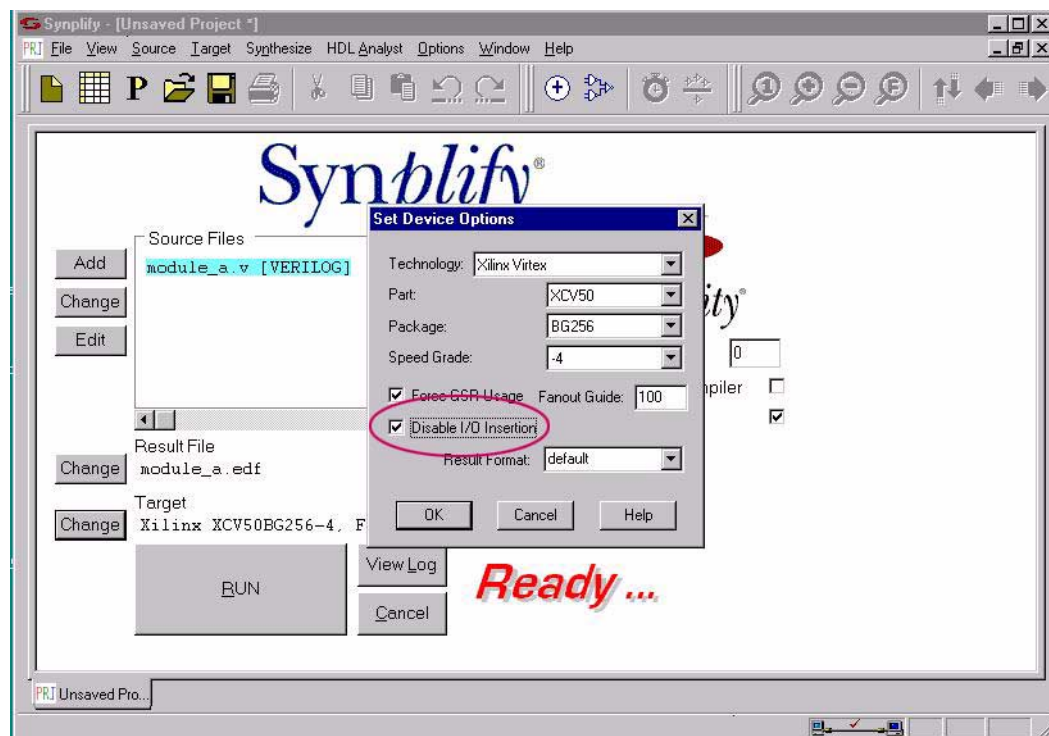 Synplify - [Unsaved Project *]
PRJ File View Source Target Synthesize HDL Analyst Options Window Help
P 1 F
Synplify®
Set Device Options
Source Files
Add
module_a.v [VERILOG]
Technology: Xilinx Virtex
Change
Part: XCV50
ity®
Edit
Package: BG256
Speed Grade: -4
0
Force GSR Usage Fanout Guide: 100
mpiler
Disable I/O Insertion
Result File
Result Format: default
Change
module_a.edf
Target
OK Cancel Help
Change
Xilinx XCV50BG256-4, F
RUN
View Log
Ready ...
Cancel
PRJ Unsaved Pro...